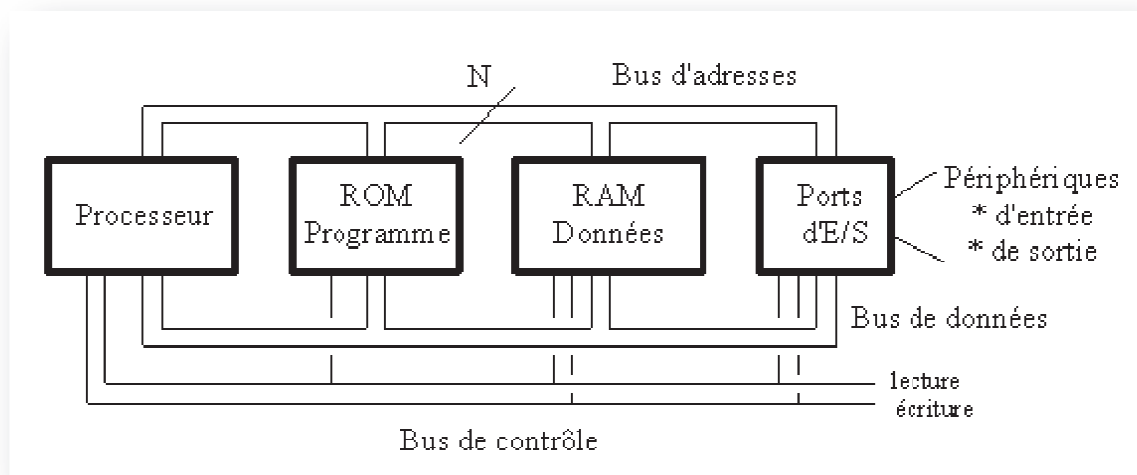 N
Bus d'adresses
Processeur
ROM
Programme
RAM
Données
Ports
d'E/S
Périphériques
* d'entrée
* de sortie
Bus de données
lecture
écriture
Bus de contrôle